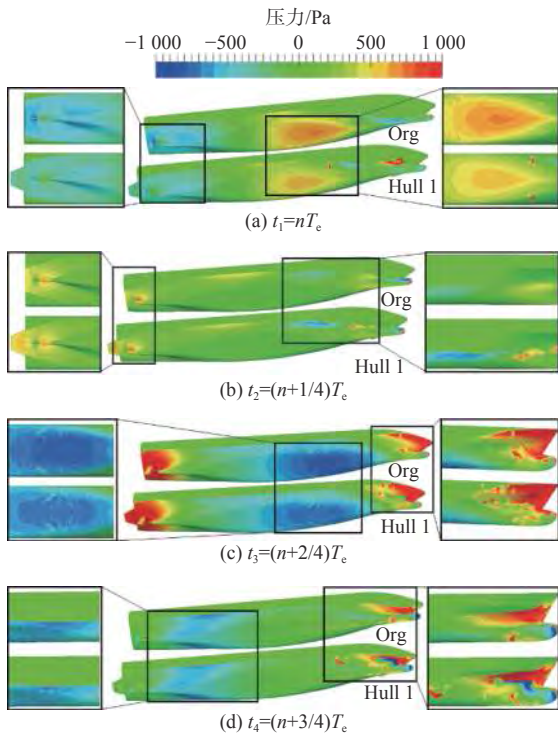 压力/Pa
−1 000 −500 0 500 1 000
Org
Hull 1
(a) t₁=nTₑ
Org
Hull 1
(b) t₂=(n+1/4)Tₑ
Org
Hull 1
(c) t₃=(n+2/4)Tₑ
Org
Hull 1
(d) t₄=(n+3/4)Tₑ